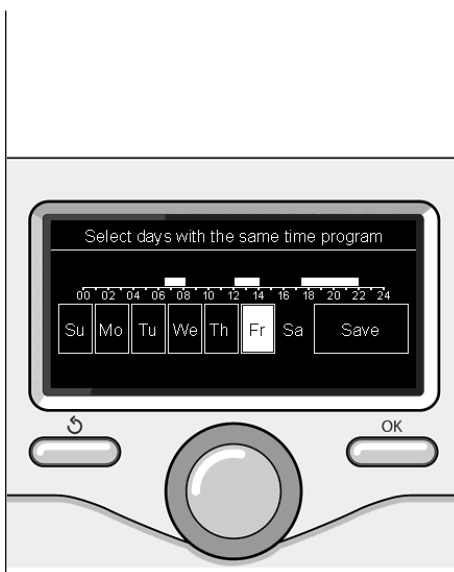 Select days with the same time program
00 02 04 06 08 10 12 14 16 18 20 22 24
Su Mo Tu We Th Fr Sa Save
OK